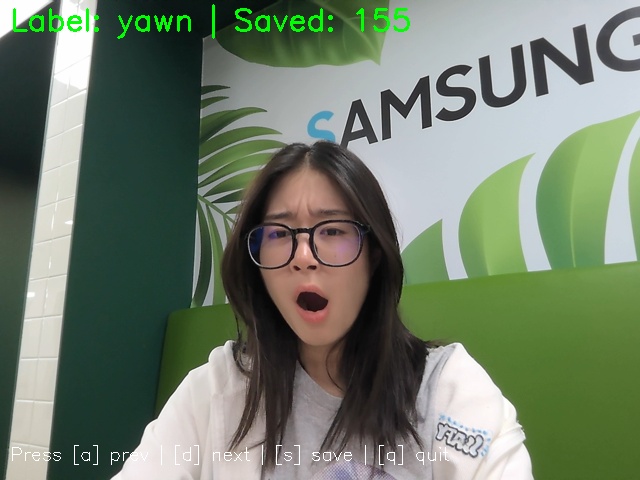 Label: yawn | Saved: 155
SAMSUNG
Press [a] prev | [d] next | [s] save | [q] quit